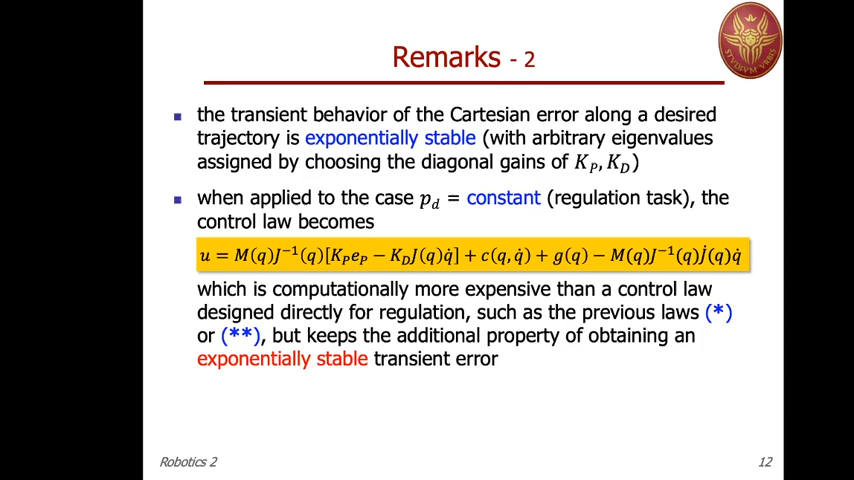 STVDIVM VRBIS
Remarks - 2
the transient behavior of the Cartesian error along a desired
trajectory is exponentially stable (with arbitrary eigenvalues
assigned by choosing the diagonal gains of K_P, K_D)
when applied to the case p_d = constant (regulation task), the
control law becomes
u = M(q)J⁻¹(q)[K_P e_P − K_D J(q)q̇] + c(q, q̇) + g(q) − M(q)J⁻¹(q)J̇(q)q̇
which is computationally more expensive than a control law
designed directly for regulation, such as the previous laws (*)
or (**), but keeps the additional property of obtaining an
exponentially stable transient error
Robotics 2
12